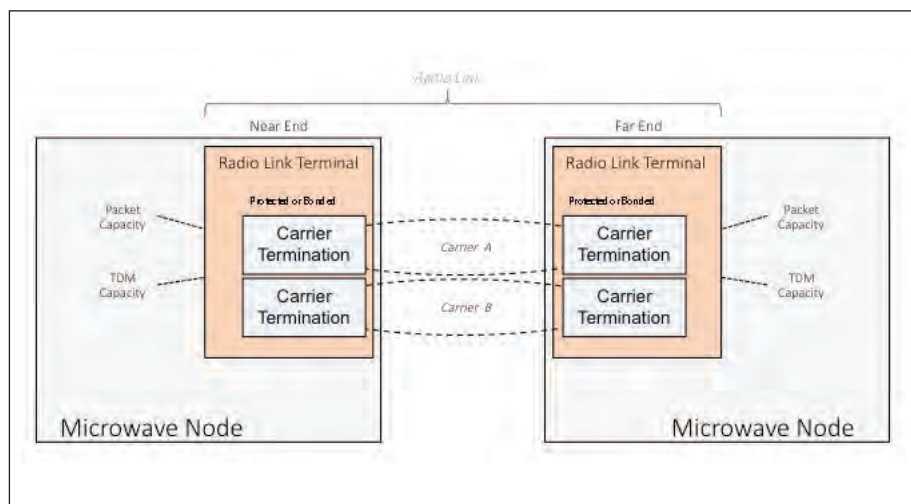 Radio Link
Near End
Far End
Radio Link Terminal
Radio Link Terminal
Protected or Bonded
Protected or Bonded
Packet
Capacity
Carrier
Termination
Carrier A
Carrier
Termination
Packet
Capacity
TDM
Capacity
Carrier
Termination
Carrier B
Carrier
Termination
TDM
Capacity
Microwave Node
Microwave Node